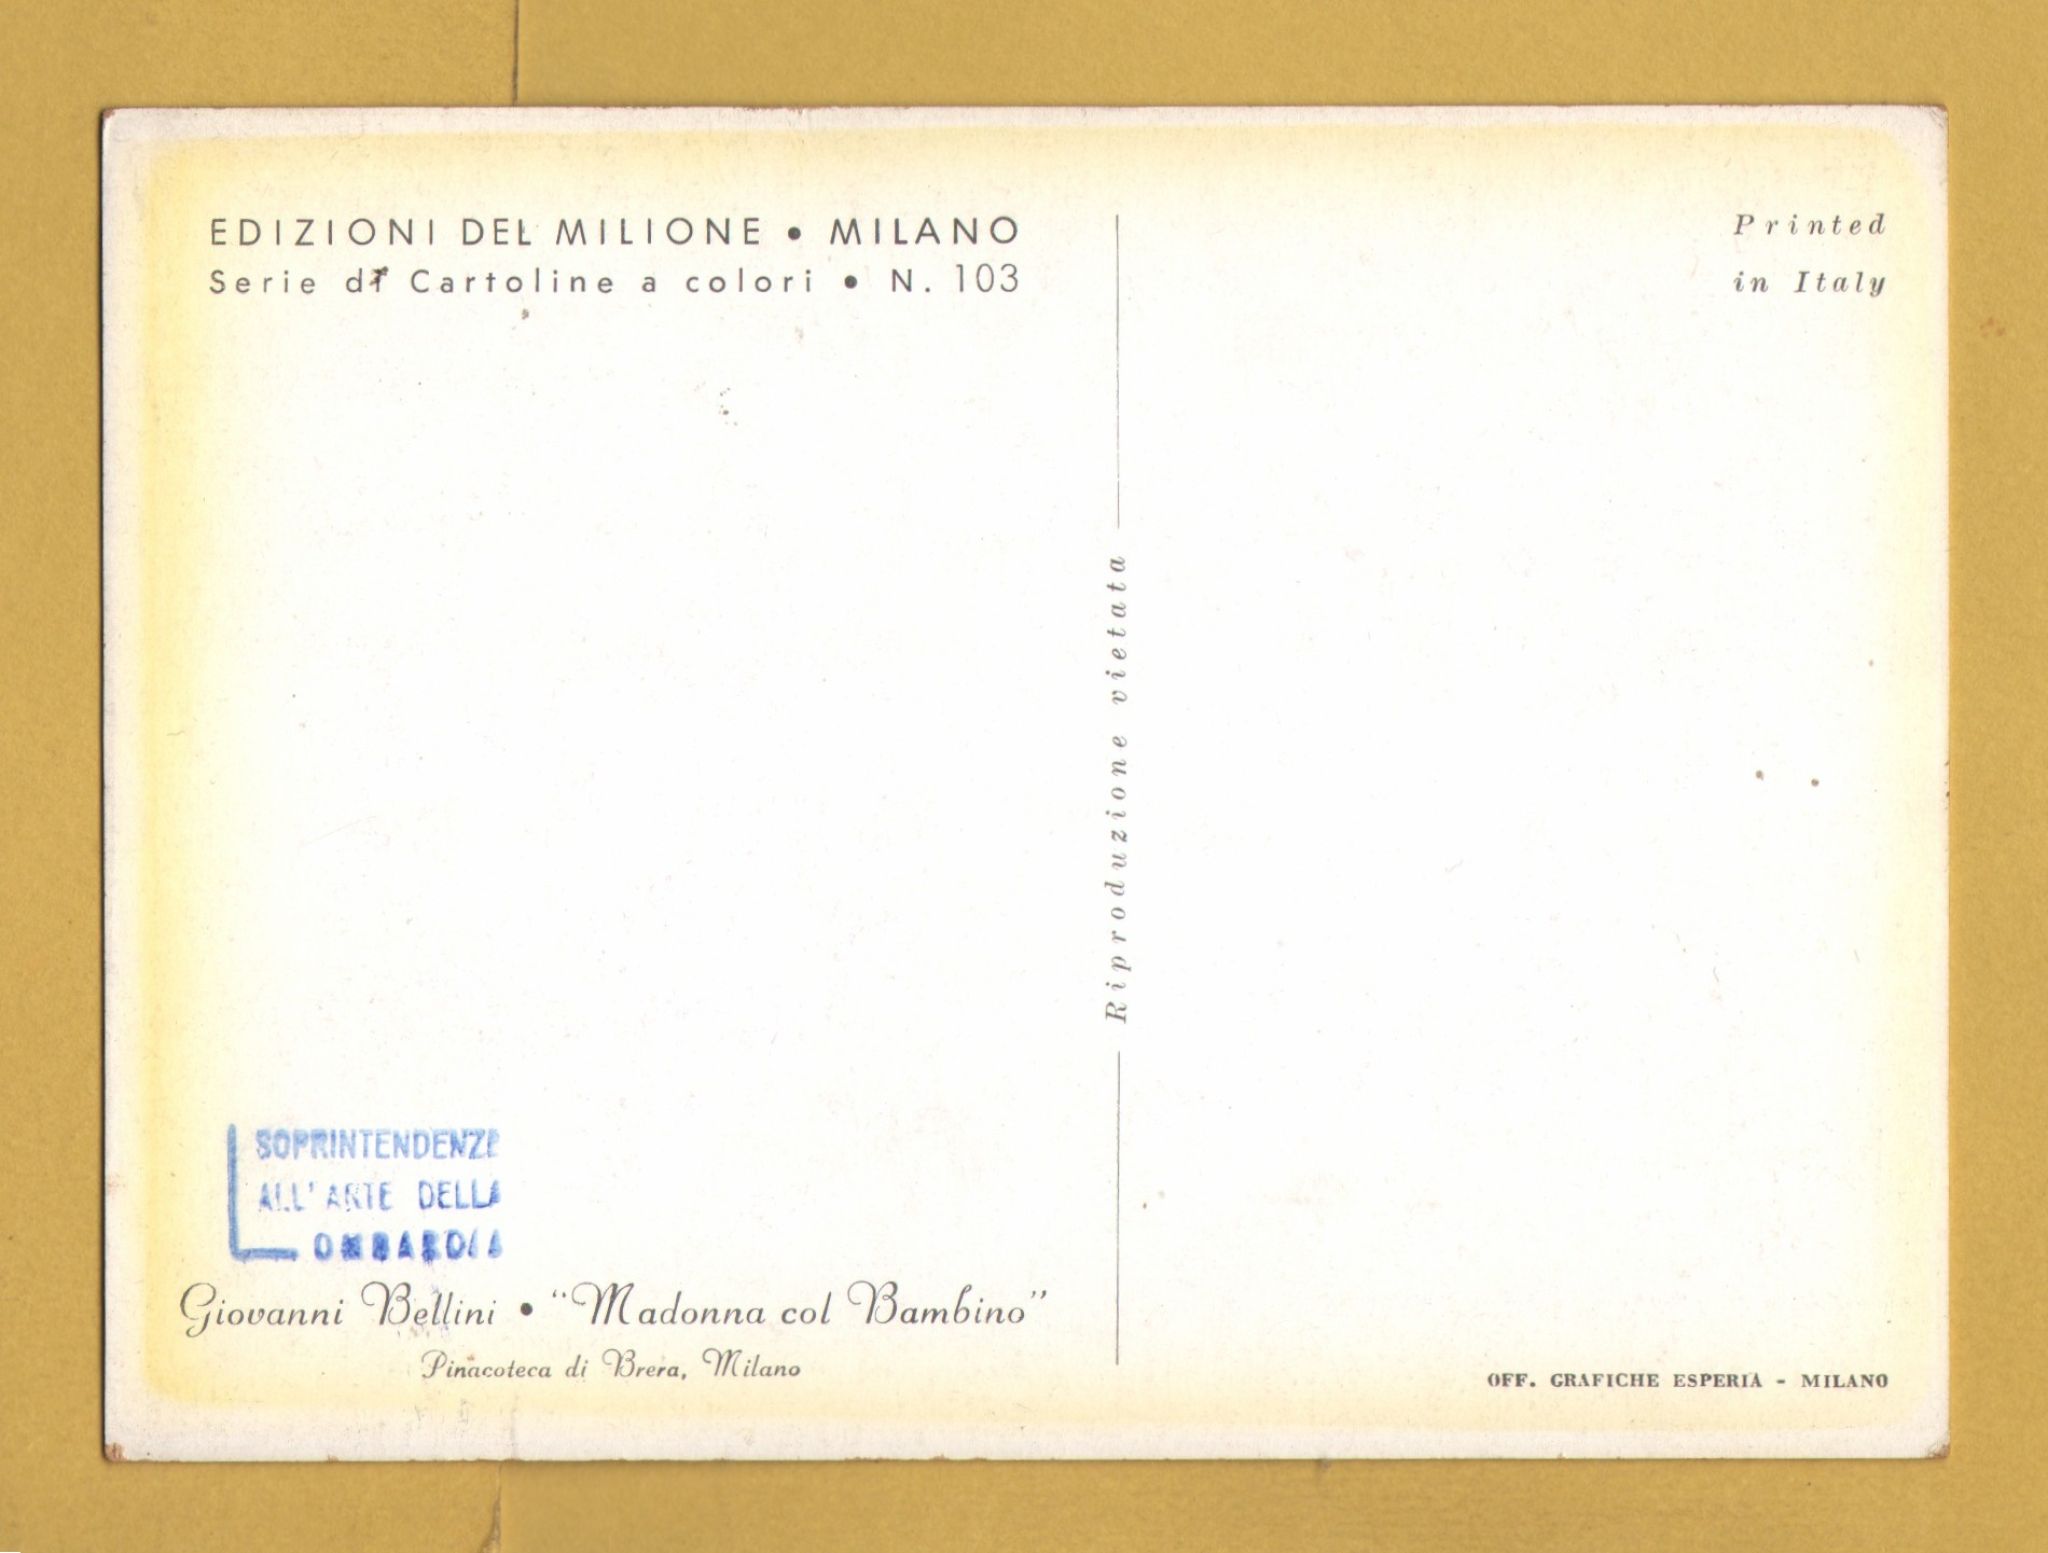 EDIZIONI DEL MILIONE • MILANO
Serie di Cartoline a colori • N. 103
Printed
in Italy
Riproduzione vietata
SOPRINTENDENZE
ALL'ARTE DELLA
LOMBARDIA
Giovanni Bellini • “Madonna col Bambino”
Pinacoteca di Brera, Milano
OFF. GRAFICHE ESPERIA - MILANO